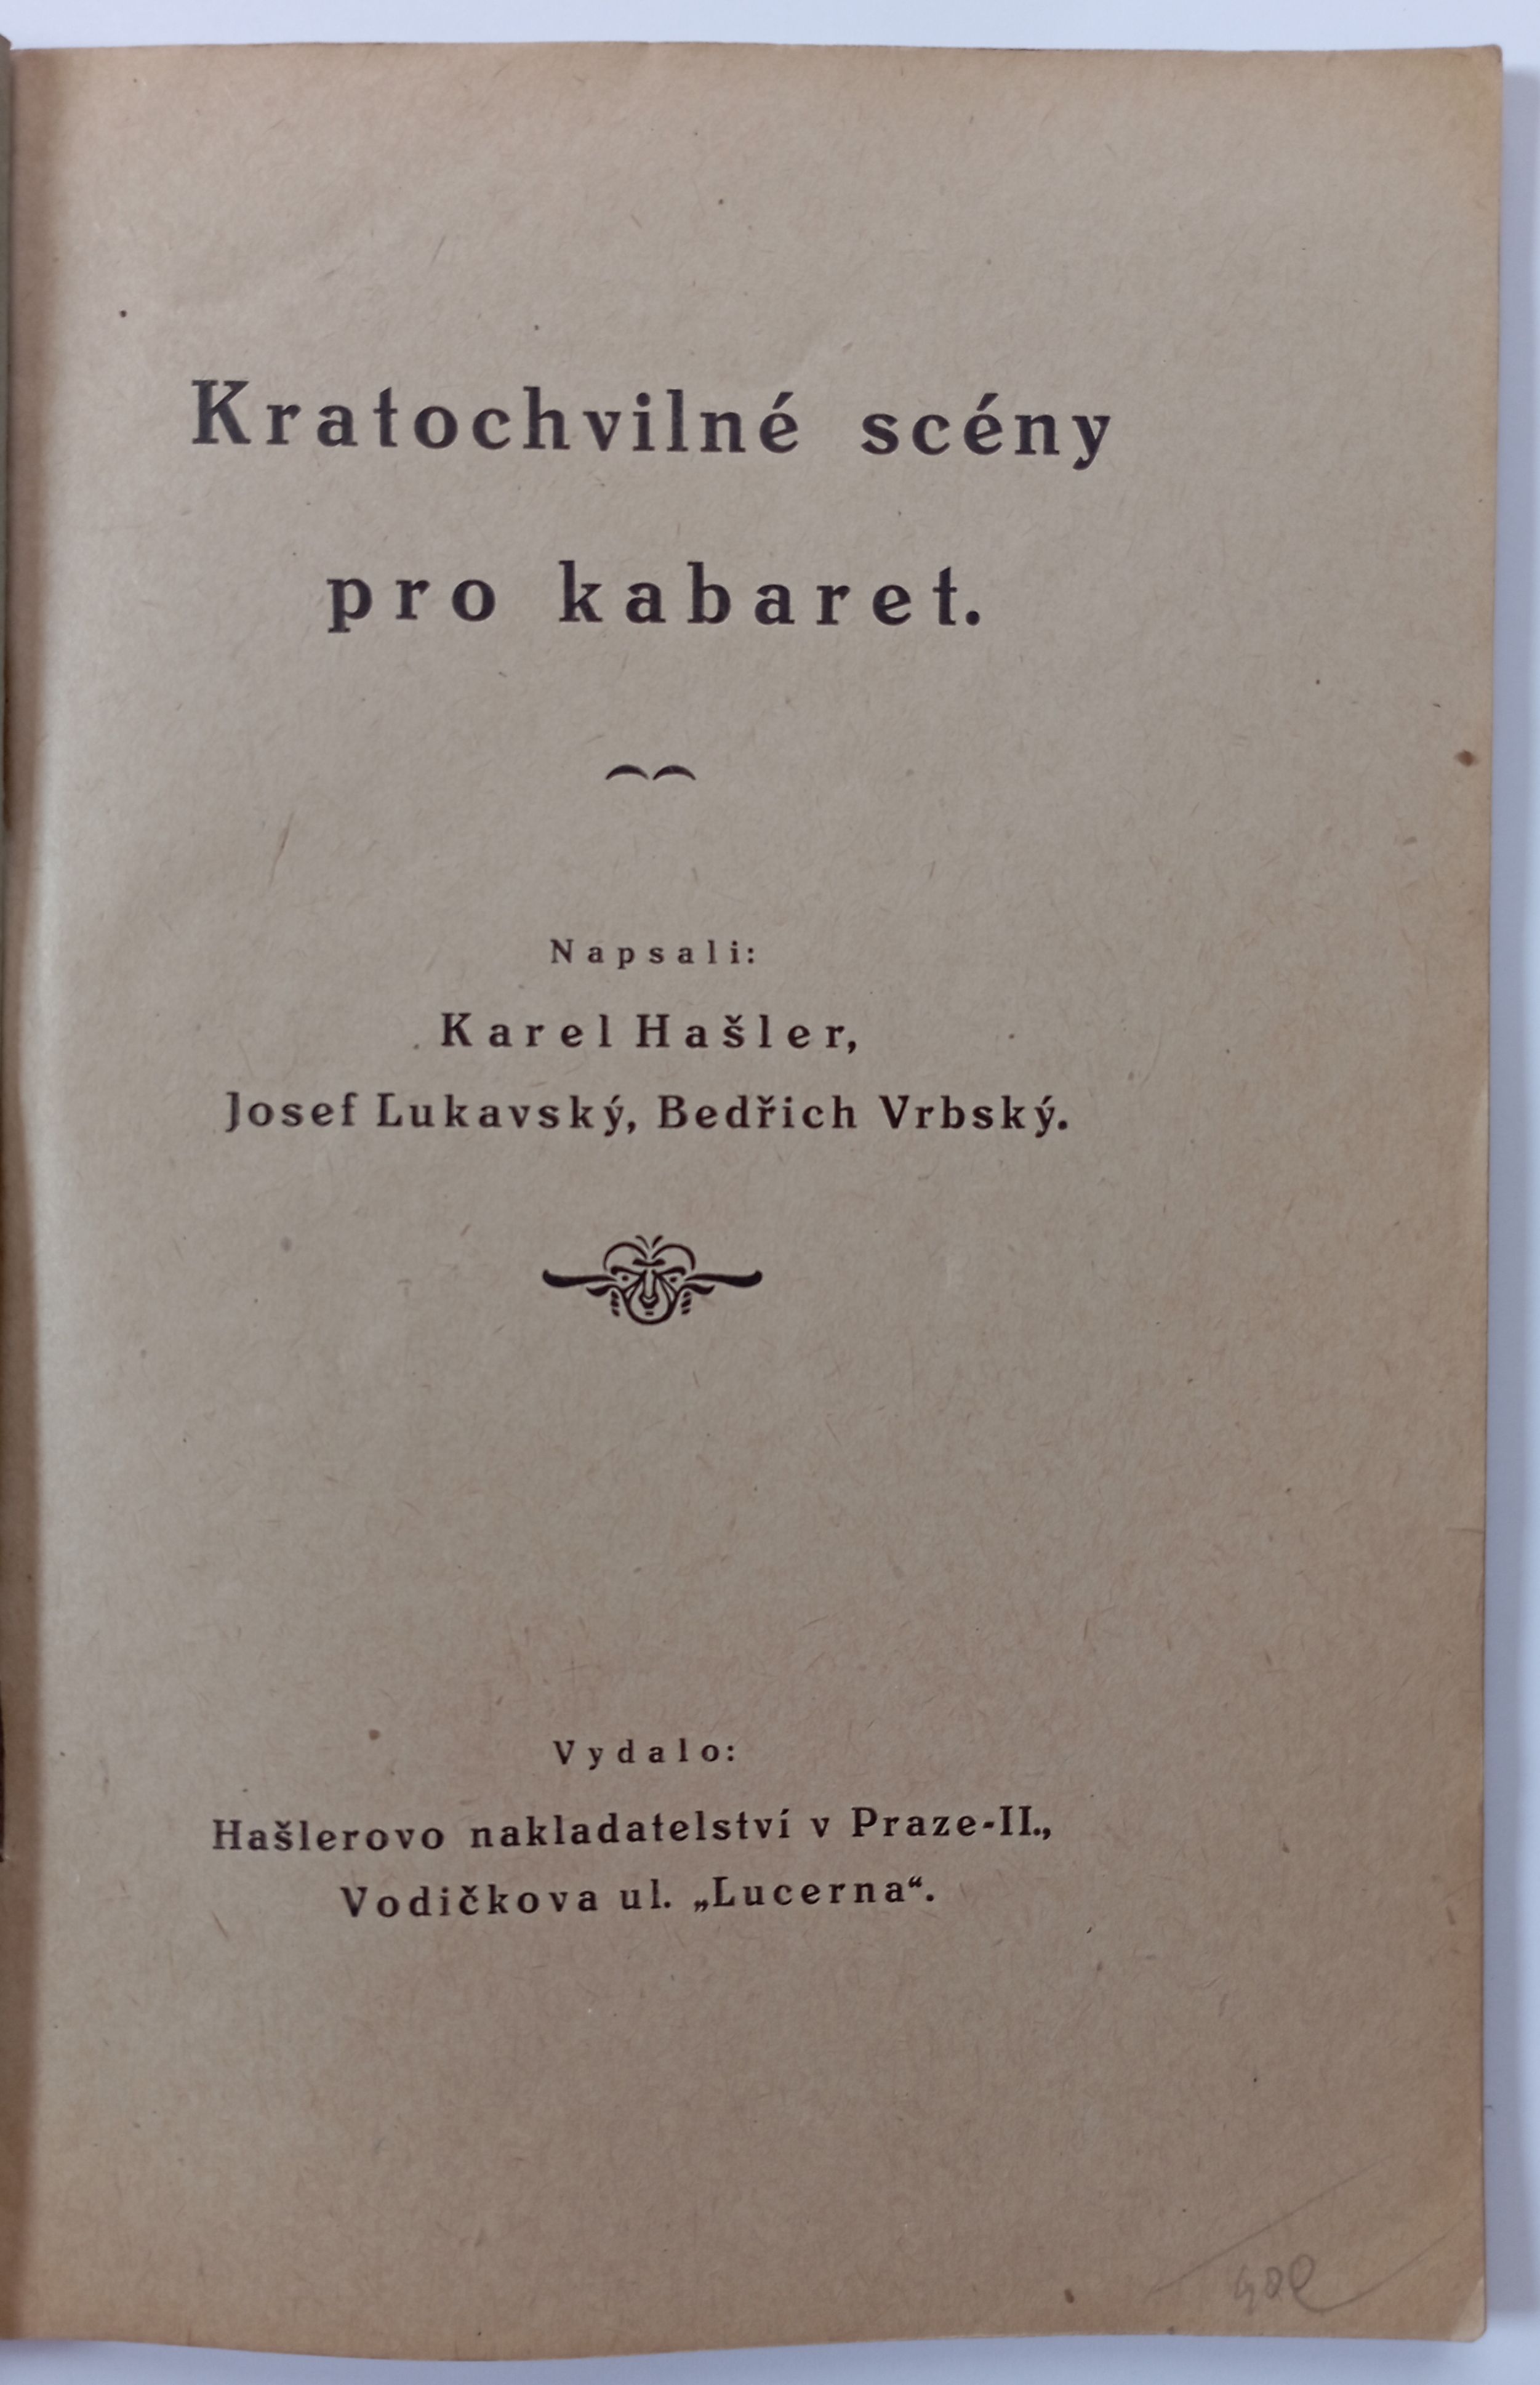 Kratochvilné scény
pro kabaret.
Napsali:
Karel Hašler,
Josef Lukavský, Bedřich Vrbský.
Vydalo:
Hašlerovo nakladatelství v Praze-II.,
Vodičkova ul. „Lucerna“.